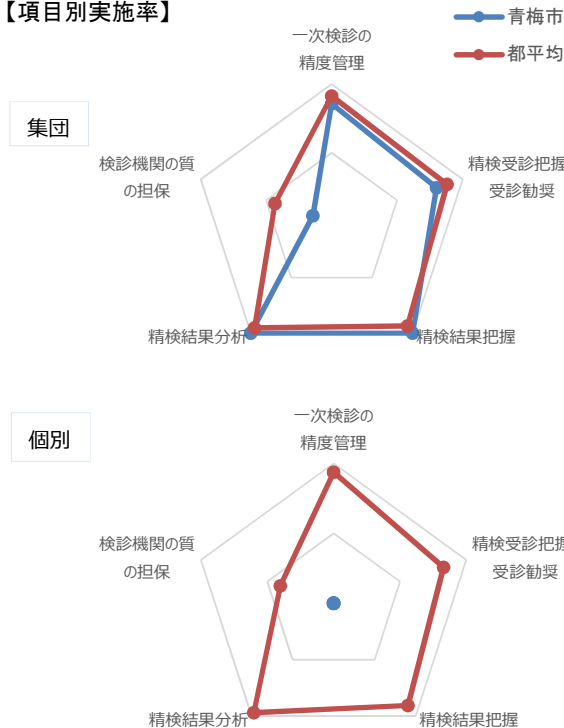 【項目別実施率】
青梅市
都平均
集団
一次検診の
精度管理
精検受診把握
受診勧奨
精検結果把握
精検結果分析
検診機関の質
の担保
個別
一次検診の
精度管理
精検受診把握
受診勧奨
精検結果把握
精検結果分析
検診機関の質
の担保